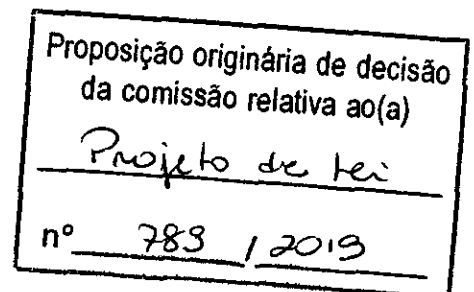 Proposição originária de decisão
da comissão relativa ao(a)
Projeto de Lei
nº 789 / 2019